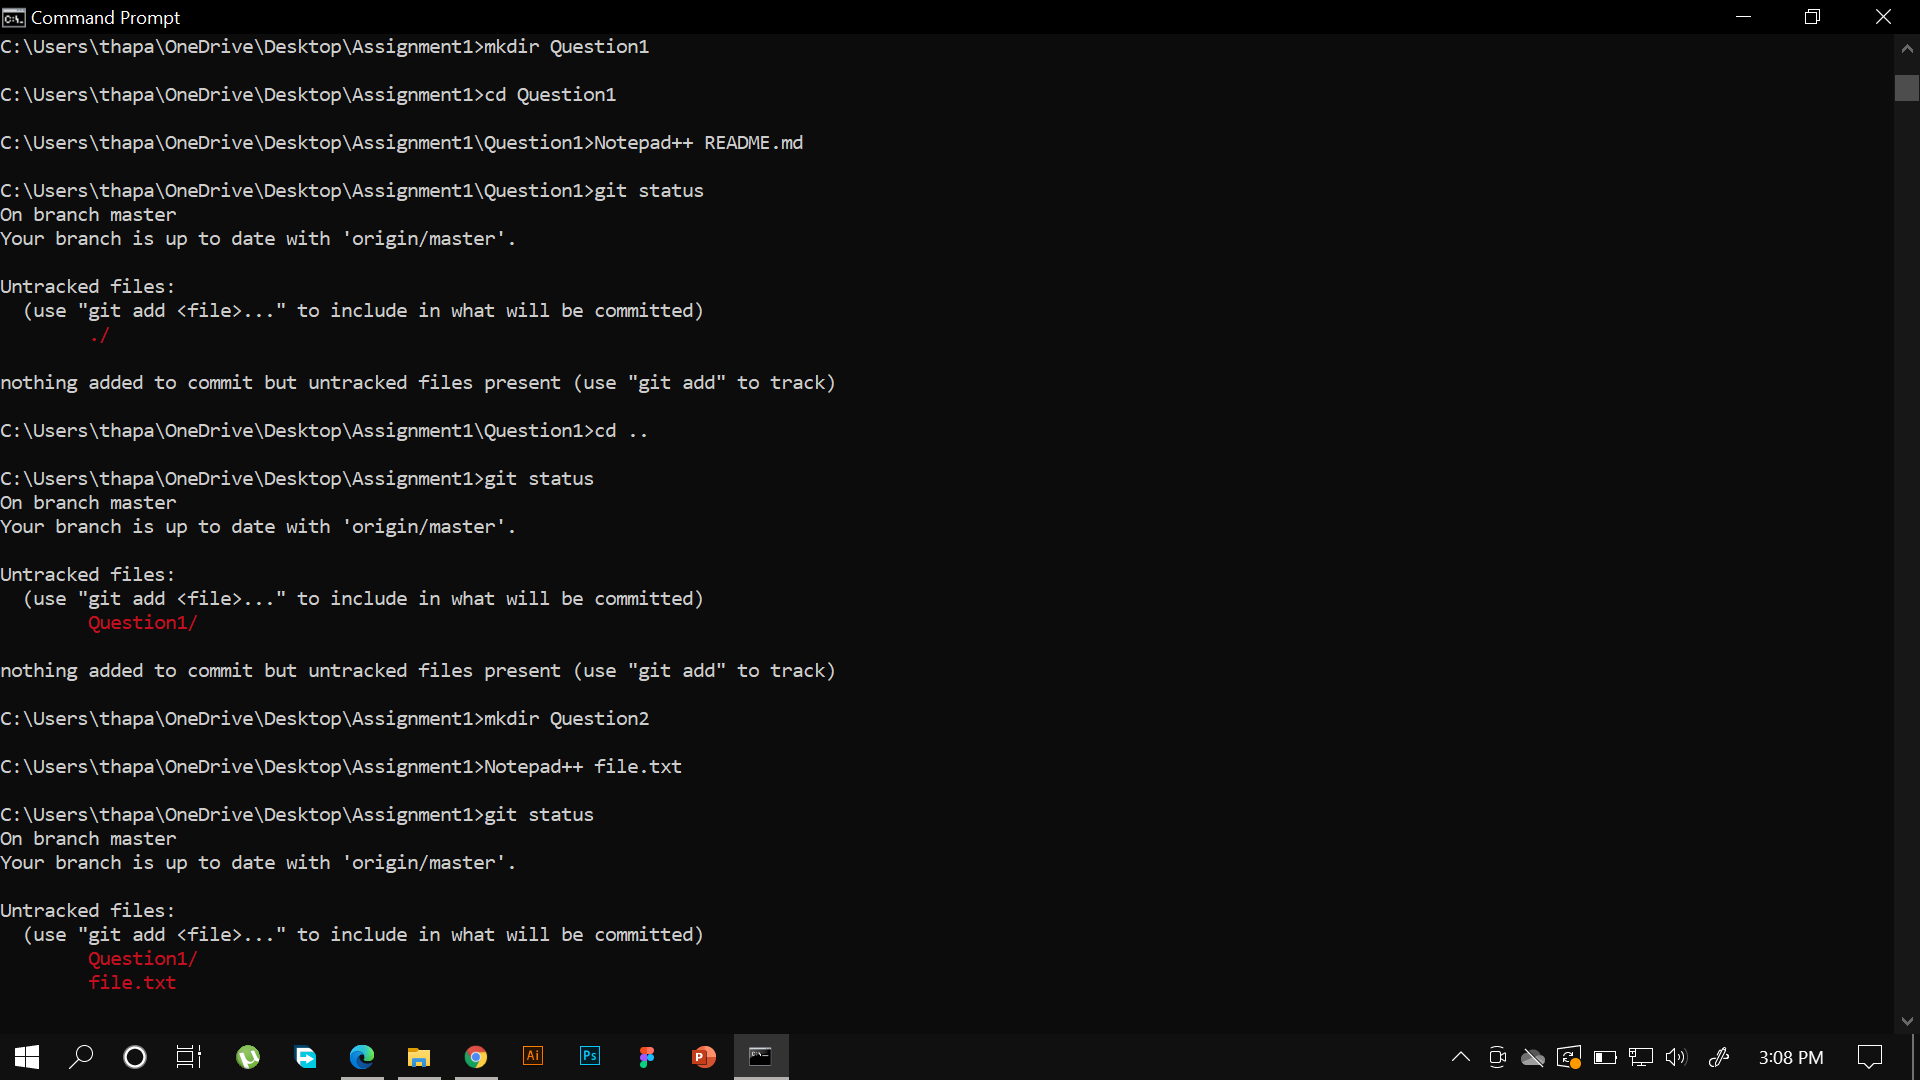 Command Prompt
C:\Users\thapa\OneDrive\Desktop\Assignment1>mkdir Question1
C:\Users\thapa\OneDrive\Desktop\Assignment1>cd Question1
C:\Users\thapa\OneDrive\Desktop\Assignment1\Question1>Notepad++ README.md
C:\Users\thapa\OneDrive\Desktop\Assignment1\Question1>git status
On branch master
Your branch is up to date with 'origin/master'.
Untracked files:
  (use "git add <file>..." to include in what will be committed)
        ./
nothing added to commit but untracked files present (use "git add" to track)
C:\Users\thapa\OneDrive\Desktop\Assignment1\Question1>cd ..
C:\Users\thapa\OneDrive\Desktop\Assignment1>git status
On branch master
Your branch is up to date with 'origin/master'.
Untracked files:
  (use "git add <file>..." to include in what will be committed)
        Question1/
nothing added to commit but untracked files present (use "git add" to track)
C:\Users\thapa\OneDrive\Desktop\Assignment1>mkdir Question2
C:\Users\thapa\OneDrive\Desktop\Assignment1>Notepad++ file.txt
C:\Users\thapa\OneDrive\Desktop\Assignment1>git status
On branch master
Your branch is up to date with 'origin/master'.
Untracked files:
  (use "git add <file>..." to include in what will be committed)
        Question1/
        file.txt
Ai
Ps
P
3:08 PM